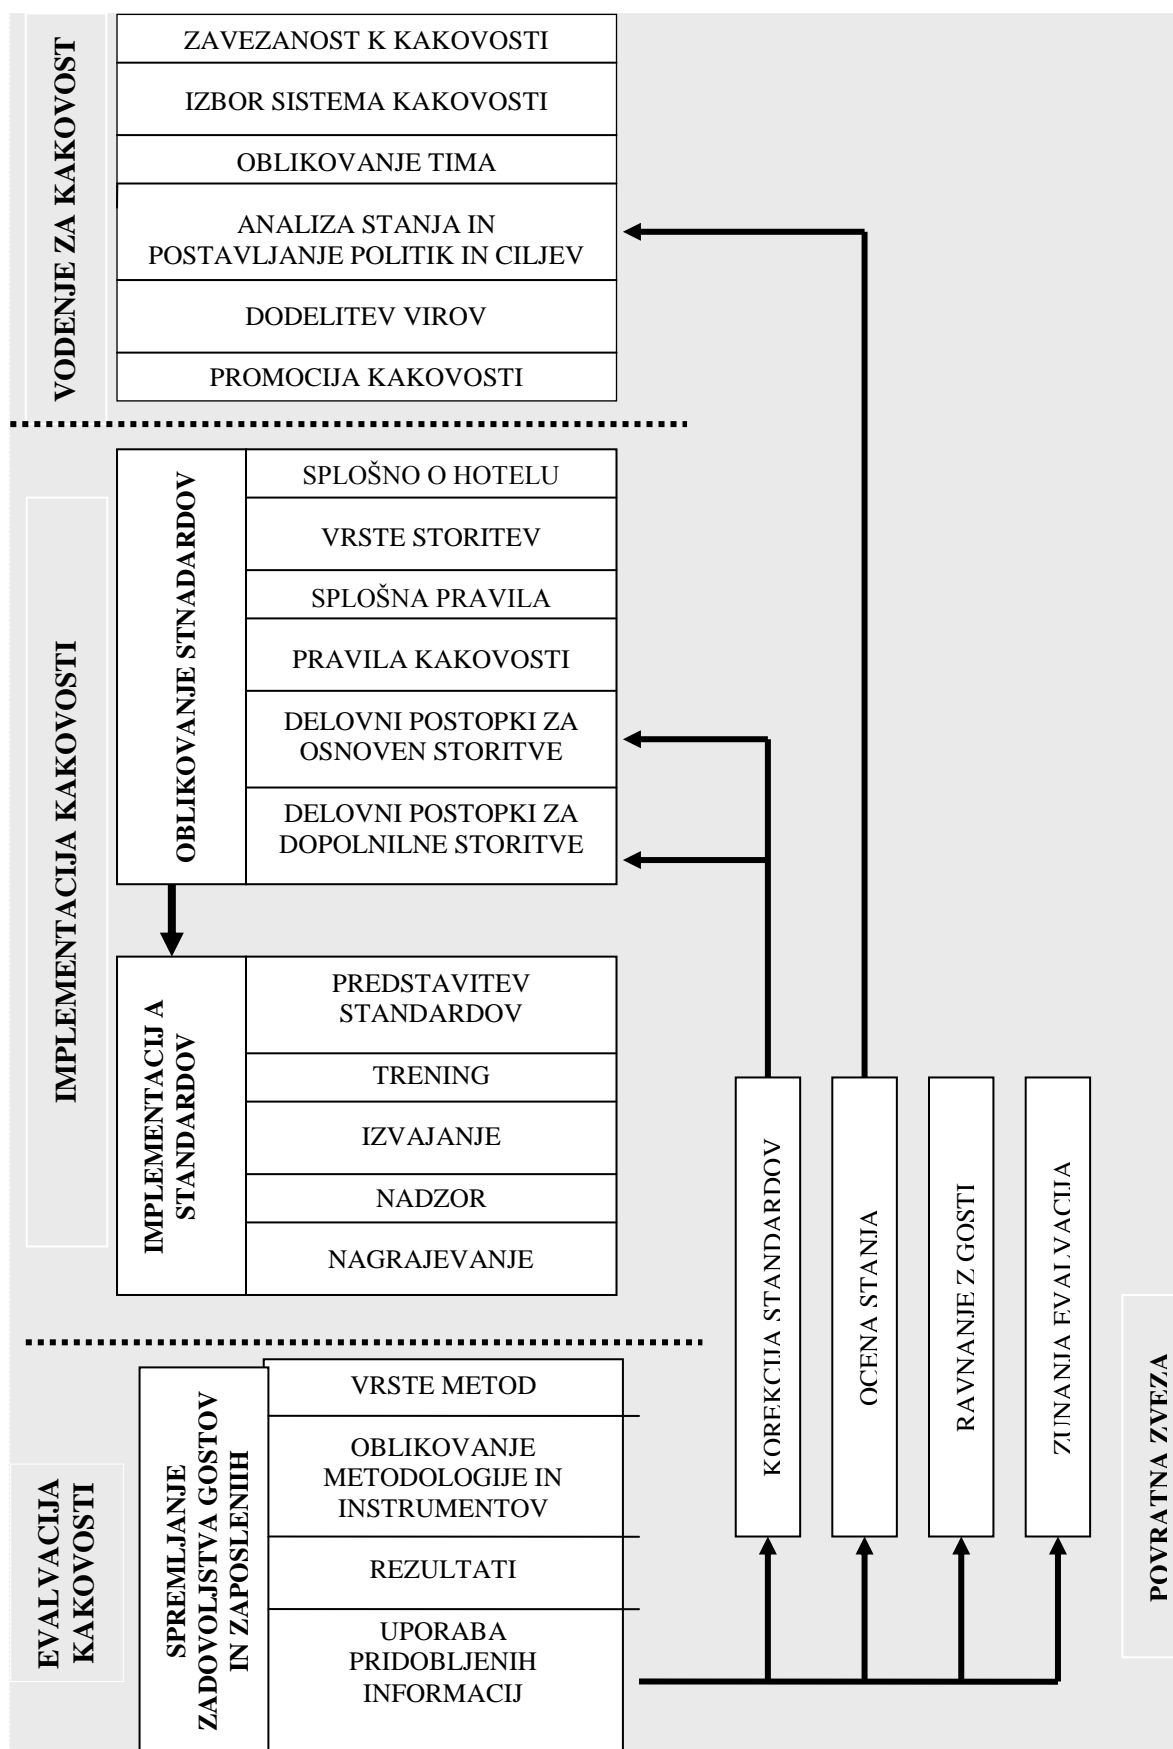 VODENJE ZA KAKOVOST
ZAVEZANOST K KAKOVOSTI
IZBOR SISTEMA KAKOVOSTI
OBLIKOVANJE TIMA
ANALIZA STANJA IN
POSTAVLJANJE POLITIK IN CILJEV
DODELITEV VIROV
PROMOCIJA KAKOVOSTI
IMPLEMENTACIJA KAKOVOSTI
OBLIKOVANJE STNADARDOV
SPLOŠNO O HOTELU
VRSTE STORITEV
SPLOŠNA PRAVILA
PRAVILA KAKOVOSTI
DELOVNI POSTOPKI ZA
OSNOVEN STORITVE
DELOVNI POSTOPKI ZA
DOPOLNILNE STORITVE
IMPLEMENTACIJ A
STANDARDOV
PREDSTAVITEV
STANDARDOV
TRENING
IZVAJANJE
NADZOR
NAGRAJEVANJE
KOREKCIJA STANDARDOV
OCENA STANJA
RAVNANJE Z GOSTI
ZUNANJA EVALVACIJA
POVRATNA ZVEZA
EVALVACIJA
KAKOVOSTI
SPREMLJANJE
ZADOVOLJSTVA GOSTOV
IN ZAPOSLENIH
VRSTE METOD
OBLIKOVANJE
METODOLOGIJE IN
INSTRUMENTOV
REZULTATI
UPORABA
PRIDOBLJENIH
INFORMACIJ